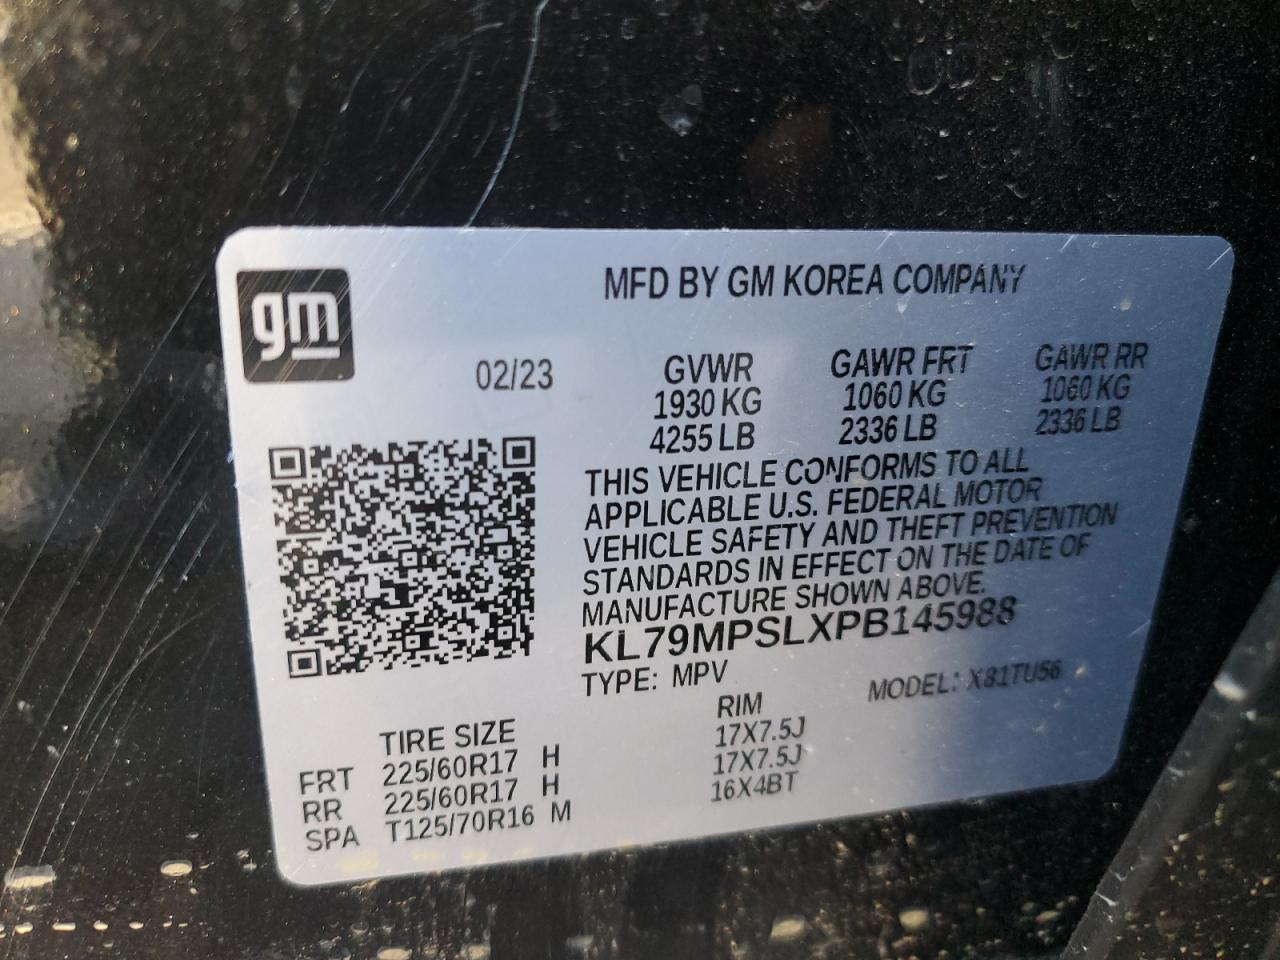 gm
MFD BY GM KOREA COMPANY
02/23 GVWR GAWR FRT GAWR RR
1930 KG 1060 KG 1060 KG
4255 LB 2336 LB 2336 LB
THIS VEHICLE CONFORMS TO ALL
APPLICABLE U.S. FEDERAL MOTOR
VEHICLE SAFETY AND THEFT PREVENTION
STANDARDS IN EFFECT ON THE DATE OF
MANUFACTURE SHOWN ABOVE.
KL79MPSLXPB145988
TYPE: MPV MODEL: X81TU56
TIRE SIZE RIM
FRT 225/60R17 H 17X7.5J
RR 225/60R17 H 17X7.5J
SPA T125/70R16 M 16X4BT